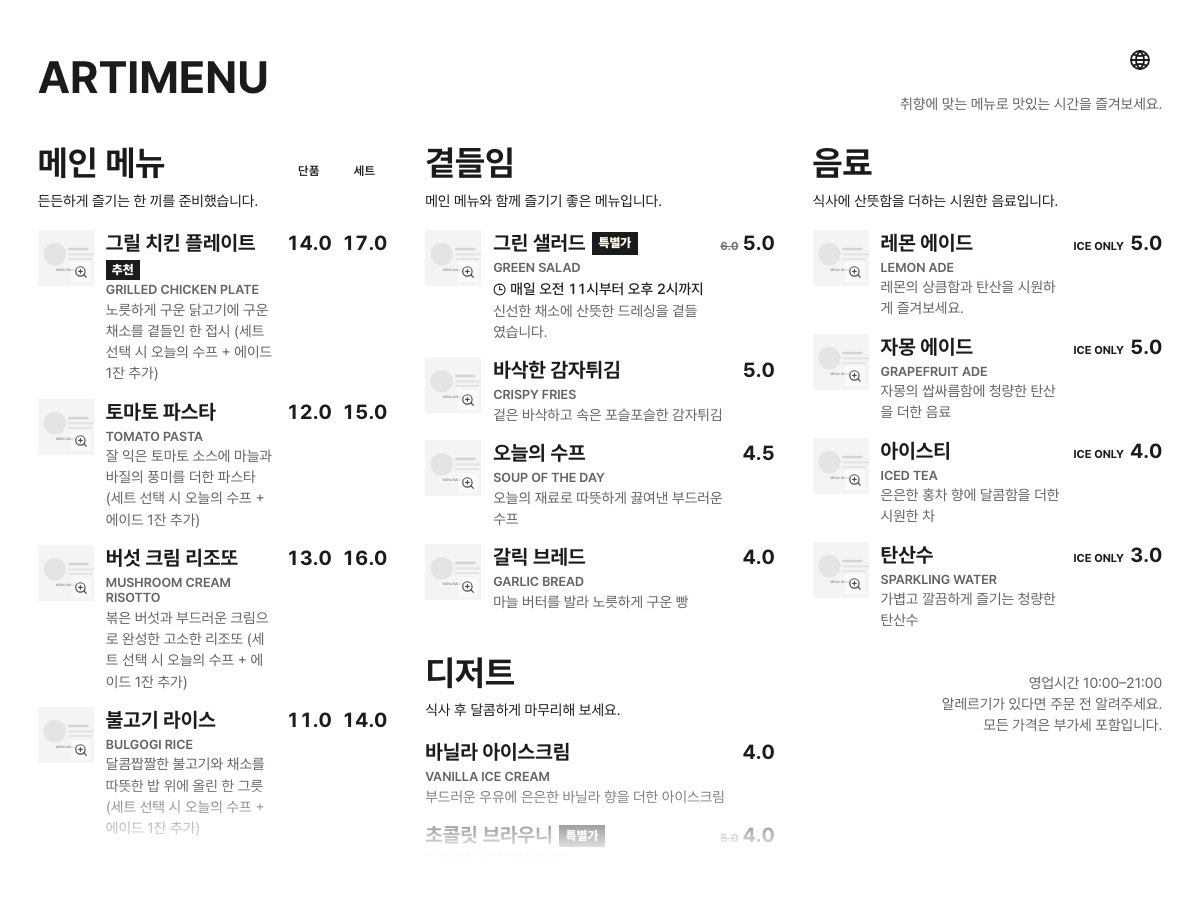 ARTIMENU
취향에 맞는 메뉴로 맛있는 시간을 즐겨보세요.
메인 메뉴
단품 세트
든든하게 즐기는 한 끼를 준비했습니다.
그릴 치킨 플레이트 14.0 17.0
추천
GRILLED CHICKEN PLATE
노릇하게 구운 닭고기에 구운
채소를 곁들인 한 접시 (세트
선택 시 오늘의 수프 + 에이드
1잔 추가)
토마토 파스타 12.0 15.0
TOMATO PASTA
잘 익은 토마토 소스에 마늘과
바질의 풍미를 더한 파스타
(세트 선택 시 오늘의 수프 +
에이드 1잔 추가)
버섯 크림 리조또 13.0 16.0
MUSHROOM CREAM
RISOTTO
볶은 버섯과 부드러운 크림으
로 완성한 고소한 리조또 (세
트 선택 시 오늘의 수프 + 에
이드 1잔 추가)
불고기 라이스 11.0 14.0
BULGOGI RICE
달콤짭짤한 불고기와 채소를
따뜻한 밥 위에 올린 한 그릇
(세트 선택 시 오늘의 수프 +
에이드 1잔 추가)
곁들임
메인 메뉴와 함께 즐기기 좋은 메뉴입니다.
그린 샐러드 특별가 6.0 5.0
GREEN SALAD
매일 오전 11시부터 오후 2시까지
신선한 채소에 산뜻한 드레싱을 곁들
였습니다.
바삭한 감자튀김 5.0
CRISPY FRIES
겉은 바삭하고 속은 포슬포슬한 감자튀김
오늘의 수프 4.5
SOUP OF THE DAY
오늘의 재료로 따뜻하게 끓여낸 부드러운
수프
갈릭 브레드 4.0
GARLIC BREAD
마늘 버터를 발라 노릇하게 구운 빵
디저트
식사 후 달콤하게 마무리해 보세요.
바닐라 아이스크림 4.0
VANILLA ICE CREAM
부드러운 우유에 은은한 바닐라 향을 더한 아이스크림
초콜릿 브라우니 특별가 5.0 4.0
음료
식사에 산뜻함을 더하는 시원한 음료입니다.
레몬 에이드 ICE ONLY 5.0
LEMON ADE
레몬의 상큼함과 탄산을 시원하
게 즐겨보세요.
자몽 에이드 ICE ONLY 5.0
GRAPEFRUIT ADE
자몽의 쌉싸름함에 청량한 탄산
을 더한 음료
아이스티 ICE ONLY 4.0
ICED TEA
은은한 홍차 향에 달콤함을 더한
시원한 차
탄산수 ICE ONLY 3.0
SPARKLING WATER
가볍고 깔끔하게 즐기는 청량한
탄산수
영업시간 10:00–21:00
알레르기가 있다면 주문 전 알려주세요.
모든 가격은 부가세 포함입니다.